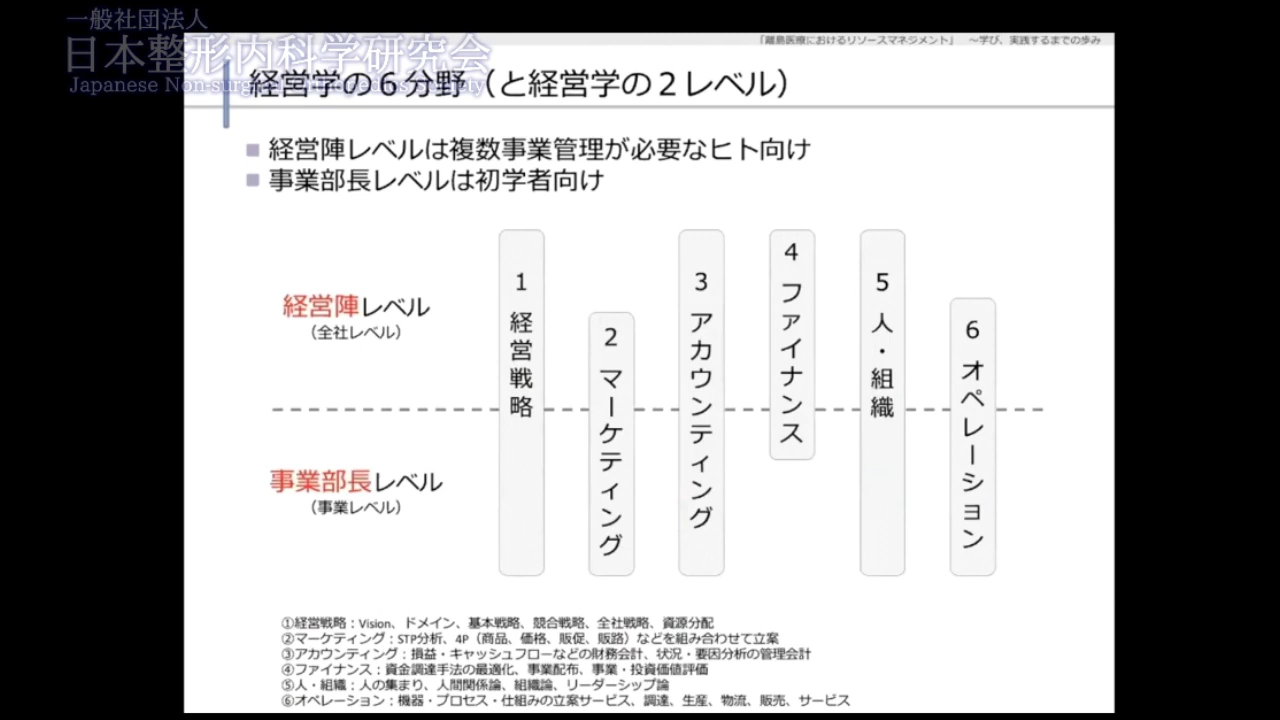 一般社団法人
日本整形内科学研究会
Japanese Non-surgical Orthopedics Society
「離島医療におけるリソースマネジメント」　～学び、実践するまでの歩み
経営学の６分野（と経営学の２レベル）
経営陣レベルは複数事業管理が必要なヒト向け
事業部長レベルは初学者向け
経営陣レベル
（全社レベル）
事業部長レベル
（事業レベル）
1 経営戦略
2 マーケティング
3 アカウンティング
4 ファイナンス
5 人・組織
6 オペレーション
①経営戦略：Vision、ドメイン、基本戦略、競合戦略、全社戦略、資源分配
②マーケティング：STP分析、4P（商品、価格、販促、販路）などを組み合わせて立案
③アカウンティング：損益・キャッシュフローなどの財務会計、状況・要因分析の管理会計
④ファイナンス：資金調達手法の最適化、事業配布、事業・投資価値評価
⑤人・組織：人の集まり、人間関係論、組織論、リーダーシップ論
⑥オペレーション：機器・プロセス・仕組みの立案サービス、調達、生産、物流、販売、サービス